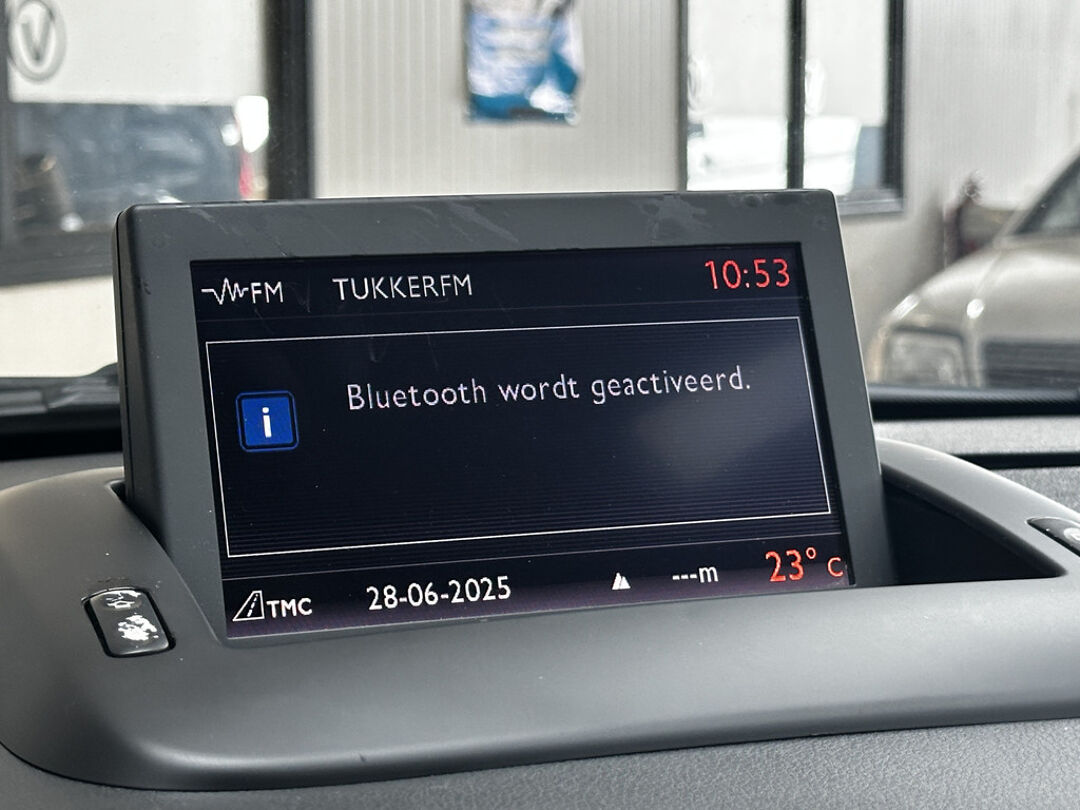 FM TUKKERFM 10:53
i
Bluetooth wordt geactiveerd.
TMC 28-06-2025 ---m 23° C